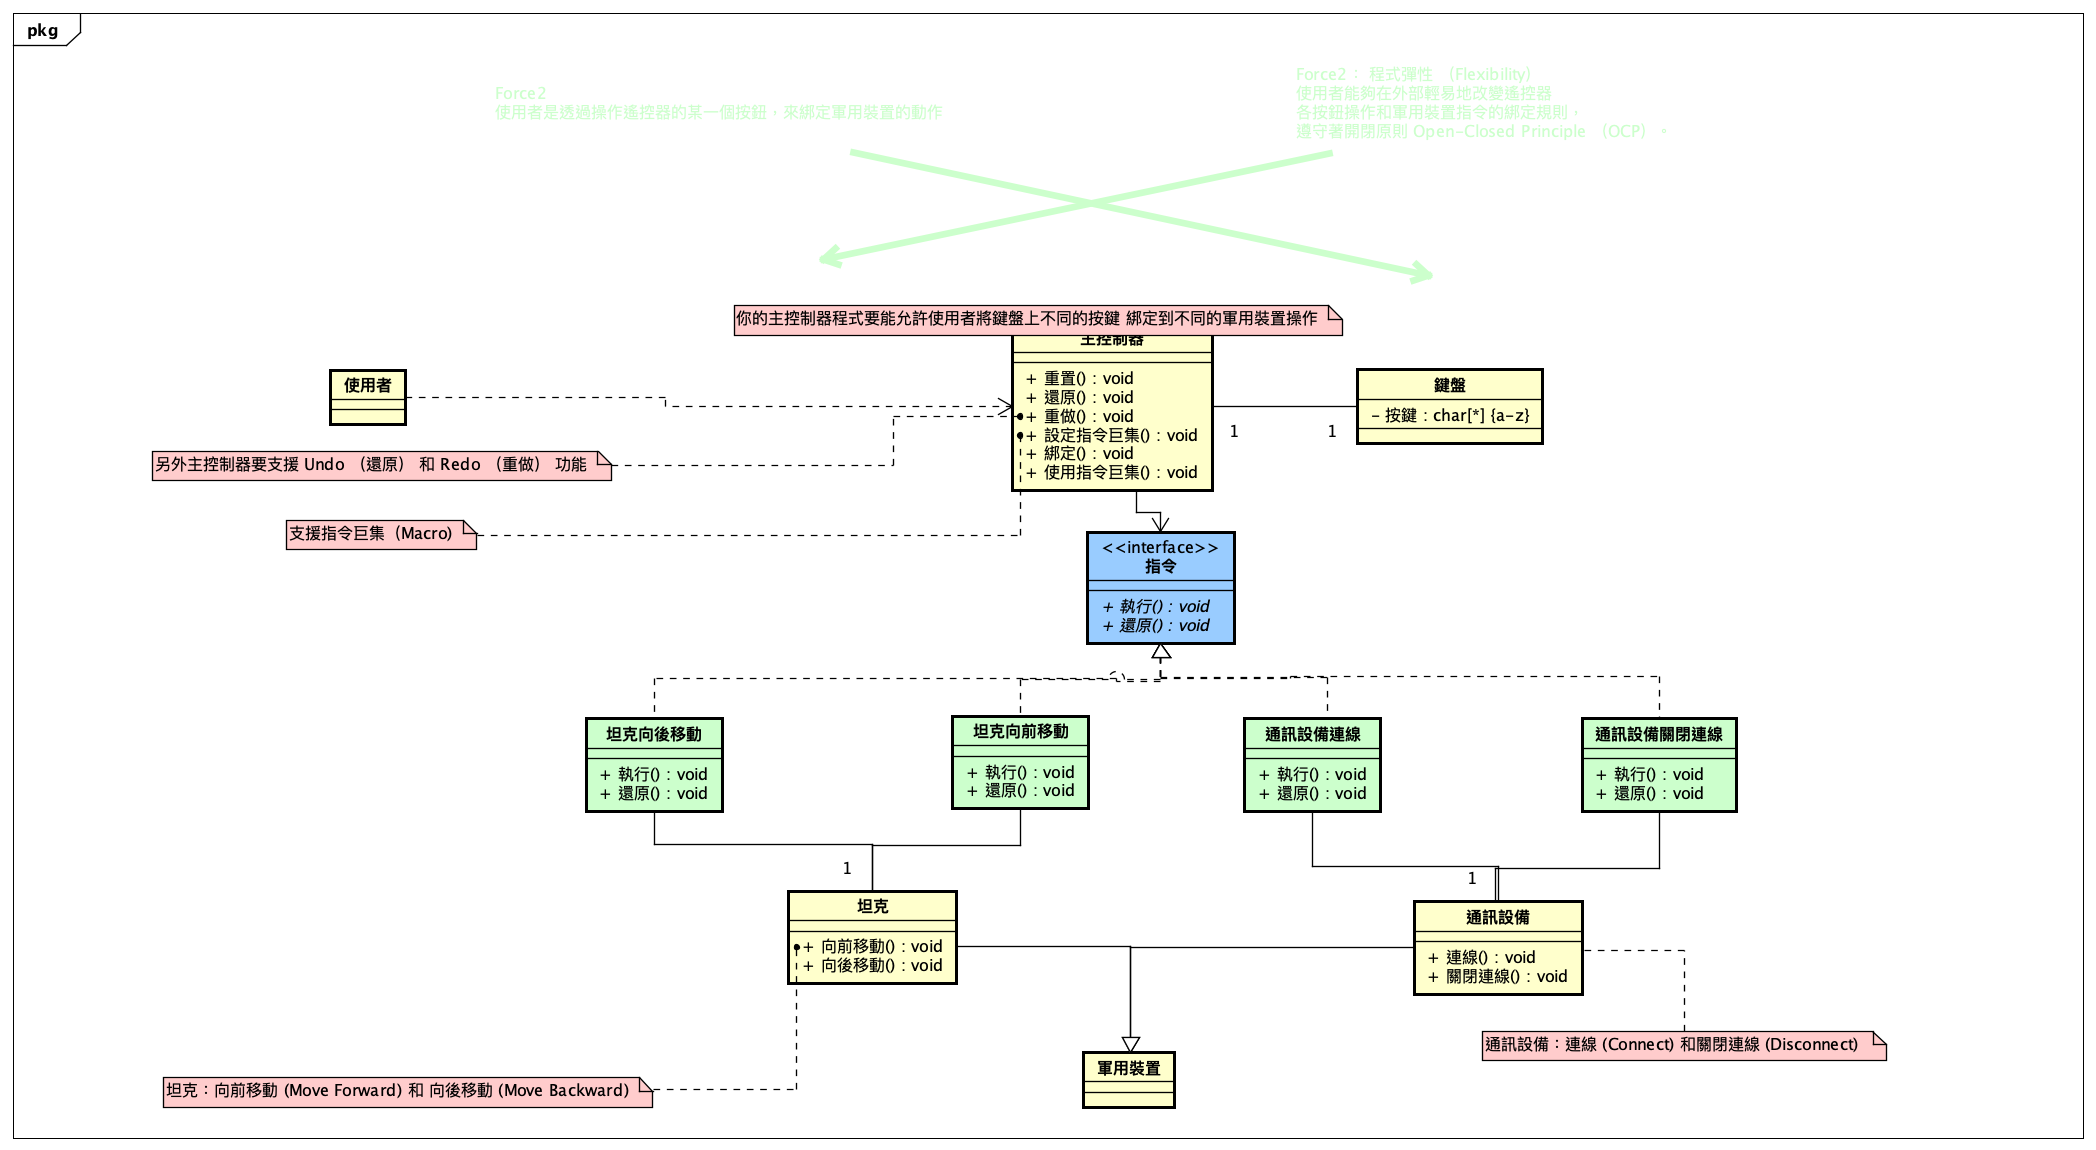 pkg
Force2
使用者是透過操作遙控器的某一個按鈕，來綁定軍用裝置的動作
Force2： 程式彈性 （Flexibility）
使用者能夠在外部輕易地改變遙控器
各按鈕操作和軍用裝置指令的綁定規則，
遵守著開閉原則 Open-Closed Principle （OCP）。
你的主控制器程式要能允許使用者將鍵盤上不同的按鍵 綁定到不同的軍用裝置操作
主控制器
+ 重置() : void
+ 還原() : void
+ 重做() : void
+ 設定指令巨集() : void
+ 綁定() : void
+ 使用指令巨集() : void
使用者
鍵盤
- 按鍵 : char[*] {a-z}
1
1
另外主控制器要支援 Undo （還原） 和 Redo （重做） 功能
支援指令巨集（Macro)
<<interface>>
指令
+ 執行() : void
+ 還原() : void
坦克向後移動
+ 執行() : void
+ 還原() : void
坦克向前移動
+ 執行() : void
+ 還原() : void
通訊設備連線
+ 執行() : void
+ 還原() : void
通訊設備關閉連線
+ 執行() : void
+ 還原() : void
1
1
坦克
+ 向前移動() : void
+ 向後移動() : void
通訊設備
+ 連線() : void
+ 關閉連線() : void
通訊設備：連線 (Connect) 和關閉連線 (Disconnect)
軍用裝置
坦克：向前移動 (Move Forward) 和 向後移動 (Move Backward)